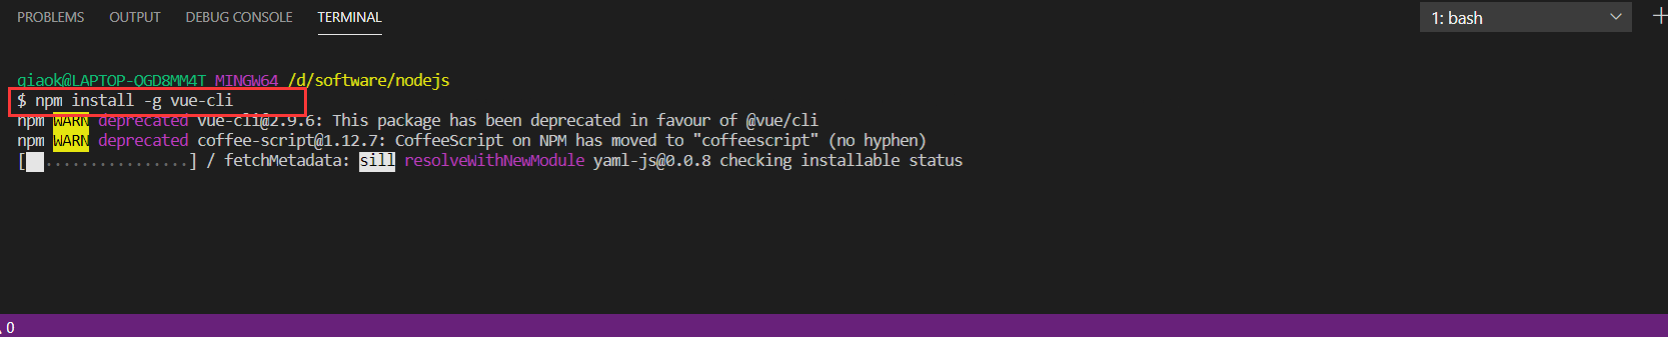 PROBLEMS OUTPUT DEBUG CONSOLE TERMINAL 1: bash
qiaok@LAPTOP-QGD8MM4T MINGW64 /d/software/nodejs
$ npm install -g vue-cli
npm WARN deprecated vue-cli@2.9.6: This package has been deprecated in favour of @vue/cli
npm WARN deprecated coffee-script@1.12.7: CoffeeScript on NPM has moved to "coffeescript" (no hyphen)
[  ................] / fetchMetadata: sill resolveWithNewModule yaml-js@0.0.8 checking installable status
0